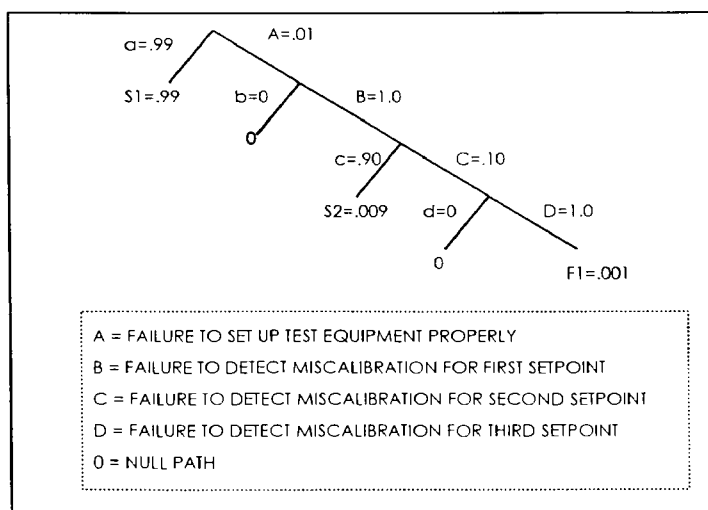 a=.99
A=.01
S1=.99
b=0
B=1.0
0
c=.90
C=.10
S2=.009
d=0
D=1.0
0
F1=.001
A = FAILURE TO SET UP TEST EQUIPMENT PROPERLY
B = FAILURE TO DETECT MISCALIBRATION FOR FIRST SETPOINT
C = FAILURE TO DETECT MISCALIBRATION FOR SECOND SETPOINT
D = FAILURE TO DETECT MISCALIBRATION FOR THIRD SETPOINT
0 = NULL PATH